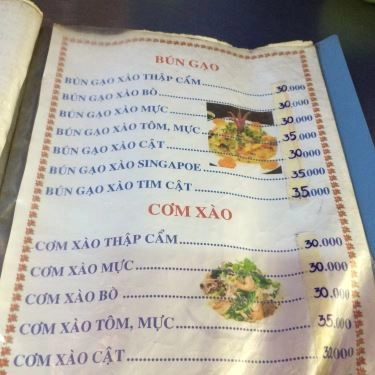 BÚN GẠO
BÚN GẠO XÀO THẬP CẨM 30.000
BÚN GẠO XÀO BÒ 30.000
BÚN GẠO XÀO MỰC 30.000
BÚN GẠO XÀO TÔM, MỰC 35.000
BÚN GẠO XÀO CẬT 30.000
BÚN GẠO XÀO SINGAPOE 35.000
BÚN GẠO XÀO TIM CẬT 35.000
CƠM XÀO
CƠM XÀO THẬP CẨM 30.000
CƠM XÀO MỰC 30.000
CƠM XÀO BÒ 30.000
CƠM XÀO TÔM, MỰC 35.000
CƠM XÀO CẬT